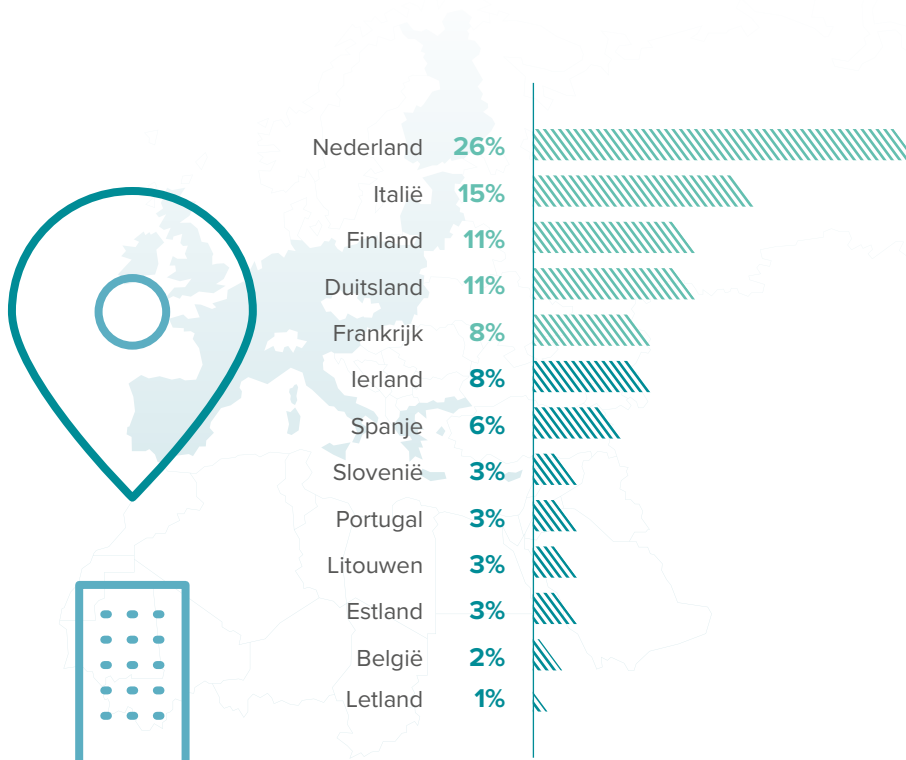 Nederland 26%
Italië 15%
Finland 11%
Duitsland 11%
Frankrijk 8%
Ierland 8%
Spanje 6%
Slovenië 3%
Portugal 3%
Litouwen 3%
Estland 3%
België 2%
Letland 1%